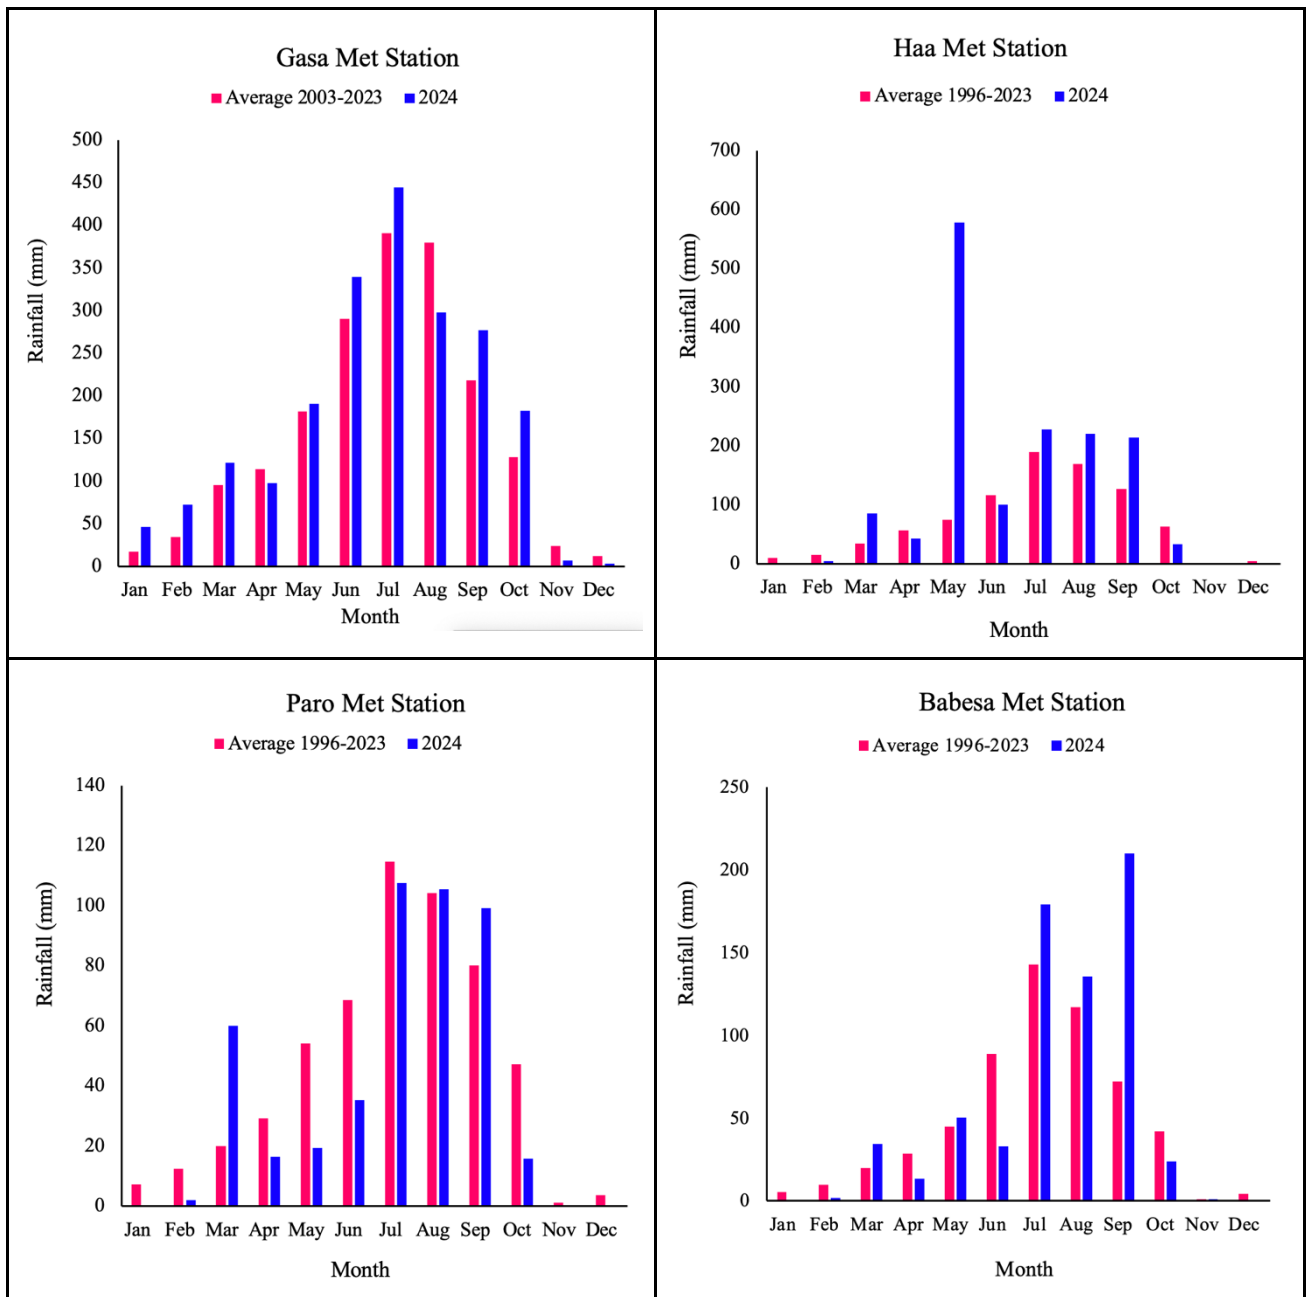 Gasa Met Station
Average 2003-2023 2024
500
450
400
350
300
250
200
150
100
50
0
Rainfall (mm)
Jan Feb Mar Apr May Jun Jul Aug Sep Oct Nov Dec
Month
Haa Met Station
Average 1996-2023 2024
700
600
500
400
300
200
100
0
Rainfall (mm)
Jan Feb Mar Apr May Jun Jul Aug Sep Oct Nov Dec
Month
Paro Met Station
Average 1996-2023 2024
140
120
100
80
60
40
20
0
Rainfall (mm)
Jan Feb Mar Apr May Jun Jul Aug Sep Oct Nov Dec
Month
Babesa Met Station
Average 1996-2023 2024
250
200
150
100
50
0
Rainfall (mm)
Jan Feb Mar Apr May Jun Jul Aug Sep Oct Nov Dec
Month